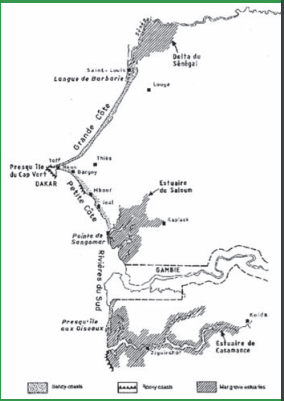 Delta du
Sénégal
Saint-Louis
Langue de Barbarie
Louga
Grande Côte
Thiès
Yoff
Hann
Presqu'île
du Cap Vert
Bargny
DAKAR
Petite Côte
Mbour
Joal
Estuaire
du Saloum
Kaolack
Pointe de
Sangomar
GAMBIE
Rivières du Sud
Presqu'île
aux Oiseaux
Kolda
Ziguinchor
Estuaire de
Casamance
Sandy coasts
Rocky coasts
Mangrove estuaries